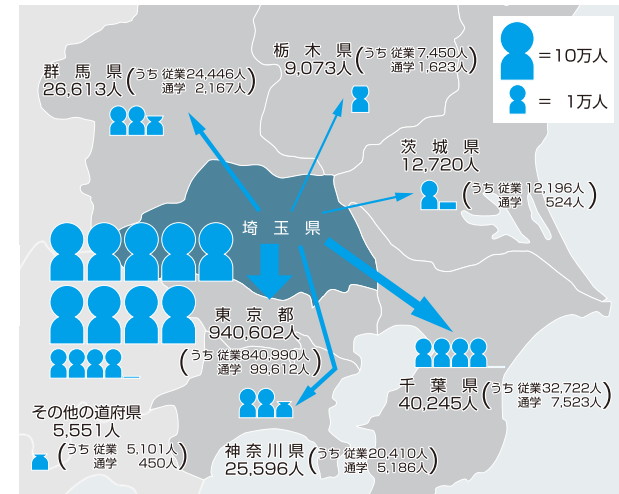 =10万人
= 1万人
栃木県
9,073人
(うち 従業7,450人
通学1,623人)
群馬県
26,613人
(うち 従業24,446人
通学 2,167人)
茨城県
12,720人
(うち 従業12,196人
通学 524人)
埼玉県
東京都
940,602人
(うち 従業840,990人
通学 99,612人)
千葉県
40,245人
(うち 従業32,722人
通学 7,523人)
その他の道府県
5,551人
(うち 従業 5,101人
通学 450人)
神奈川県
25,596人
(うち 従業20,410人
通学 5,186人)